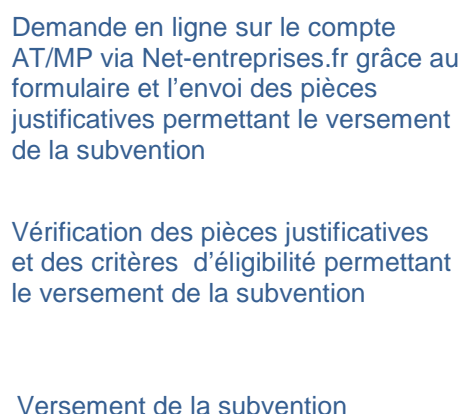 Demande en ligne sur le compte
AT/MP via Net-entreprises.fr grâce au
formulaire et l’envoi des pièces
justificatives permettant le versement
de la subvention
Vérification des pièces justificatives
et des critères d’éligibilité permettant
le versement de la subvention
Versement de la subvention